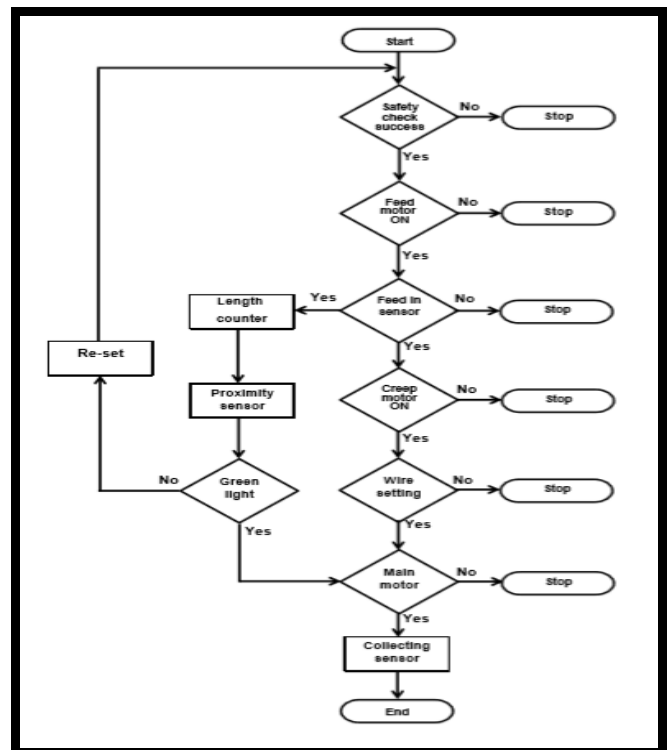 Start
Safety
check
success
No
Stop
Yes
Feed
motor
ON
No
Stop
Yes
Length
counter
Yes
Feed in
sensor
No
Stop
Yes
Re-set
Proximity
sensor
Creep
motor
ON
No
Stop
Yes
No
Green
light
Yes
Wire
setting
No
Stop
Yes
Main
motor
No
Stop
Yes
Collecting
sensor
End